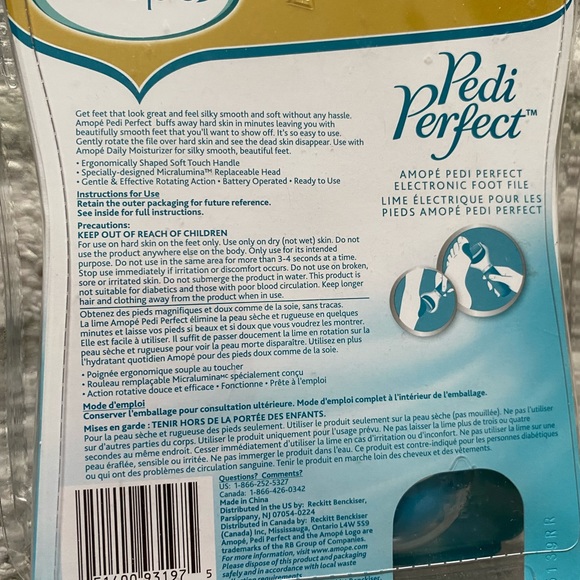 Pedi
Perfect™
AMOPÉ PEDI PERFECT
ELECTRONIC FOOT FILE
LIME ÉLECTRIQUE POUR LES
PIEDS AMOPÉ PEDI PERFECT
Get feet that look great and feel silky smooth and soft without any hassle.
Amopé Pedi Perfect buffs away hard skin in minutes leaving you with
beautifully smooth feet that you'll want to show off. It's so easy to use.
Gently rotate the file over hard skin and see the dead skin disappear. Use with
Amopé Daily Moisturizer for silky smooth, beautiful feet.
• Ergonomically Shaped Soft Touch Handle
• Specially-designed Micralumina™ Replaceable Head
• Gentle & Effective Rotating Action • Battery Operated • Ready to Use
Instructions for Use
Retain the outer packaging for future reference.
See inside for full instructions.
Precautions:
KEEP OUT OF REACH OF CHILDREN
For use on hard skin on the feet only. Use only on dry (not wet) skin. Do not
use the product anywhere else on the body. Only use for its intended
purpose. Do not use in the same area for more than 3-4 seconds at a time.
Stop use immediately if irritation or discomfort occurs. Do not use on broken,
sore or irritated skin. Do not submerge the product in water. This product is
not suitable for diabetics and those with poor blood circulation. Keep longer
hair and clothing away from the product when in use.
Obtenez des pieds magnifiques et doux comme de la soie, sans tracas.
La lime Amopé Pedi Perfect élimine la peau sèche et rugueuse en quelques
minutes et laisse vos pieds si beaux et si doux que vous voudrez les montrer.
Elle est facile à utiliser. Il suffit de passer doucement la lime en rotation sur la
peau sèche et rugueuse pour voir la peau morte disparaître. Utilisez en plus
l'hydratant quotidien Amopé pour des pieds doux comme de la soie.
• Poignée ergonomique souple au toucher
• Rouleau remplaçable Micralumina MC spécialement conçu
• Action rotative douce et efficace • Fonctionne • Prête à l'emploi
Mode d'emploi
Conserver l'emballage pour consultation ultérieure. Mode d'emploi complet à l'intérieur de l'emballage.
Mises en garde : TENIR HORS DE LA PORTÉE DES ENFANTS.
Pour la peau sèche et rugueuse des pieds seulement. Utiliser le produit seulement sur la peau sèche (pas mouillée). Ne pas l'utiliser
sur d'autres parties du corps. Utiliser le produit uniquement pour l'usage prévu. Ne pas laisser la lime plus de trois ou quatre
secondes au même endroit. Cesser immédiatement d'utiliser la lime en cas d'irritation ou d'inconfort. Ne pas utiliser la lime sur une
peau éraflée, sensible ou irritée. Ne pas immerger le produit dans l'eau. Ce produit est contre-indiqué pour les personnes diabétiques
ou qui ont des problèmes de circulation sanguine. Tenir le produit en marche loin des cheveux et des vêtements.
Questions? Comments?
US: 1-866-252-5327
Canada: 1-866-426-0342
Made in China
Distributed in the US by: Reckitt Benckiser,
Parsippany, NJ 07054-0224
Distributed in Canada by: Reckitt Benckiser
(Canada) Inc, Mississauga, Ontario L4W 5S9
Amopé, Pedi Perfect and the Amopé Logo are
trademarks of the RB Group of Companies.
For more information, visit www.amope.com
Please dispose of this product and packaging
safely and in accordance with local waste
93197 5